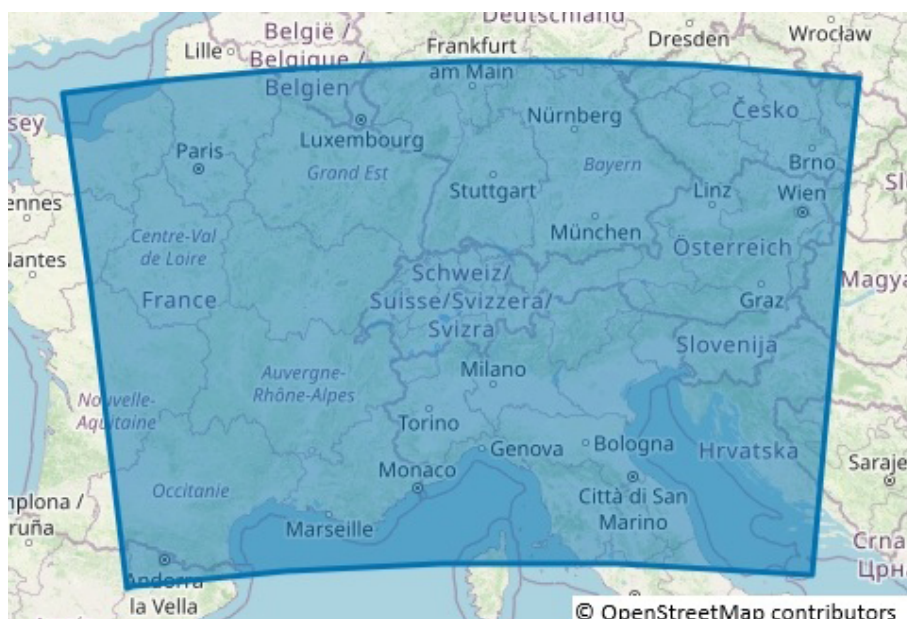 Deutschland
België /
Belgique /
Belgien
Lille
Frankfurt
am Main
Dresden
Wrocław
sey
Luxembourg
Nürnberg
Česko
Paris
Grand Est
Bayern
Brno
Stuttgart
Linz
Wien
ennes
München
Centre-Val
de Loire
Österreich
Nantes
Schweiz/
Suisse/Svizzera/
Svizra
Magya
France
Graz
Slovenija
Milano
Auvergne-
Rhône-Alpes
Nouvelle-
Aquitaine
Torino
Genova
Bologna
Hrvatska
Monaco
Saraje
Occitanie
Città di San
Marino
mplona /
ruña
Marseille
Crna
Црна
Andorra
la Vella
© OpenStreetMap contributors